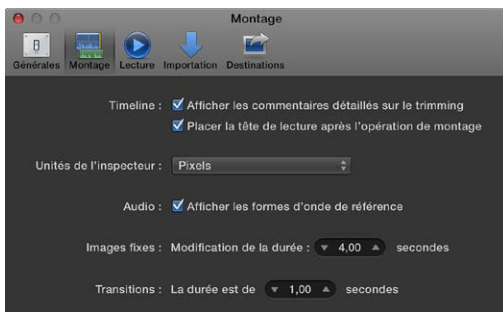 Montage
Générales Montage Lecture Importation Destinations
Timeline : Afficher les commentaires détaillés sur le trimming
Placer la tête de lecture après l'opération de montage
Unités de l'inspecteur : Pixels
Audio : Afficher les formes d'onde de référence
Images fixes : Modification de la durée : 4,00 secondes
Transitions : La durée est de 1,00 secondes